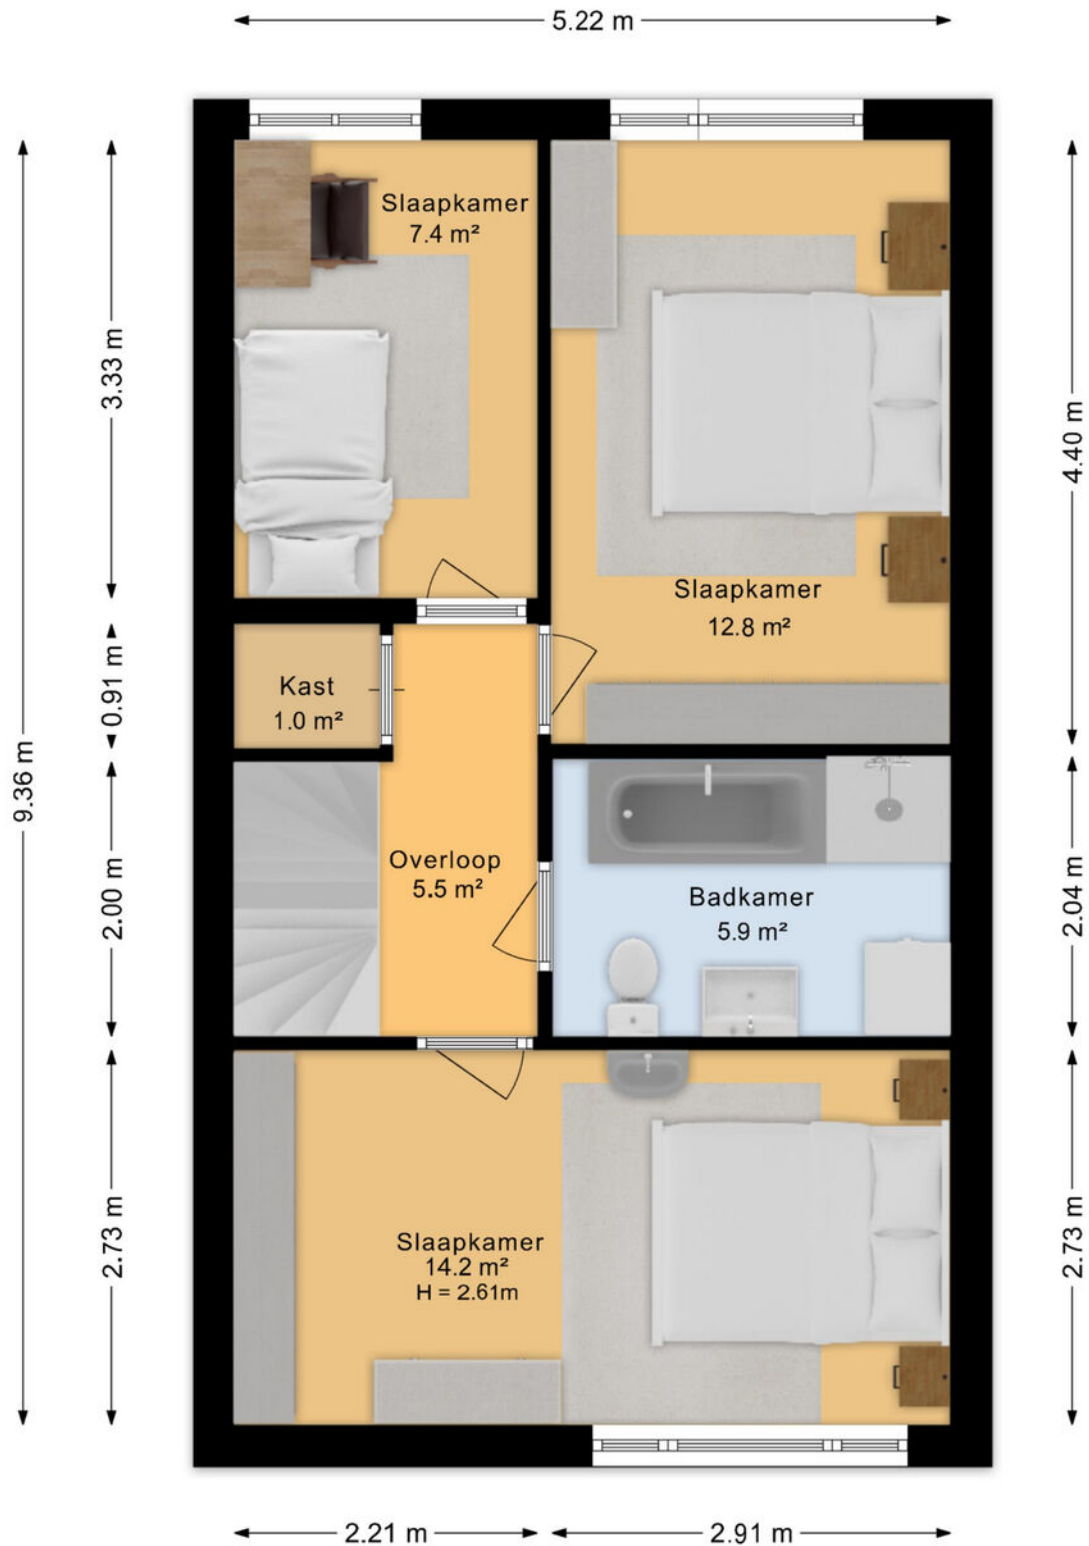 5.22 m
Slaapkamer
7.4 m²
3.33 m
4.40 m
Slaapkamer
12.8 m²
Kast
1.0 m²
0.91 m
9.36 m
Overloop
5.5 m²
2.00 m
Badkamer
5.9 m²
2.04 m
Slaapkamer
14.2 m²
H = 2.61m
2.73 m
2.73 m
2.21 m
2.91 m